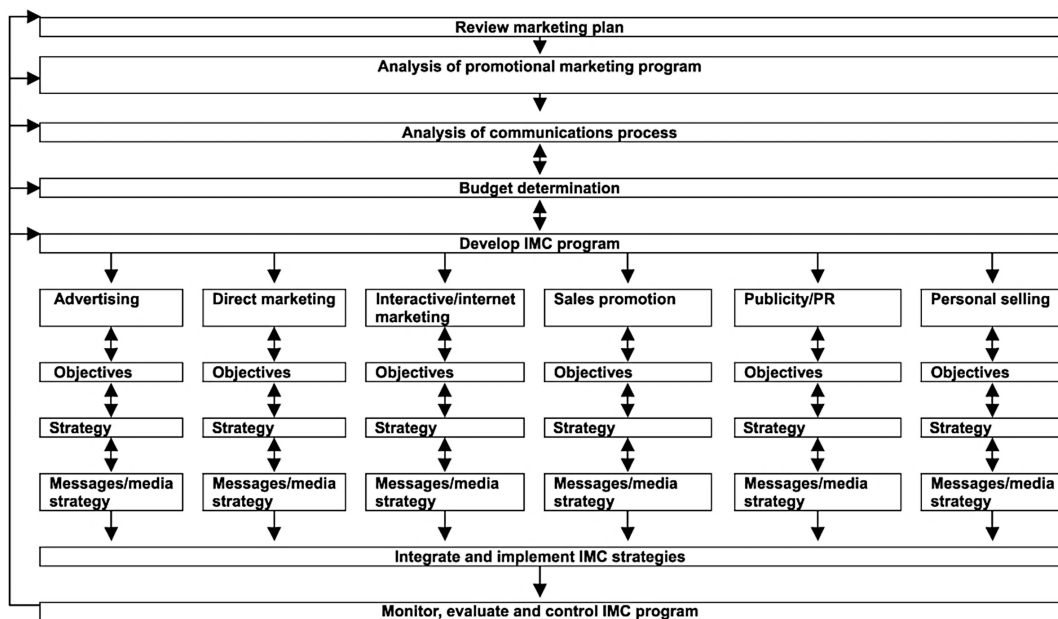 Review marketing plan
Analysis of promotional marketing program
Analysis of communications process
Budget determination
Develop IMC program
Advertising
Direct marketing
Interactive/internet
marketing
Sales promotion
Publicity/PR
Personal selling
Objectives
Objectives
Objectives
Objectives
Objectives
Objectives
Strategy
Strategy
Strategy
Strategy
Strategy
Strategy
Messages/media
strategy
Messages/media
strategy
Messages/media
strategy
Messages/media
strategy
Messages/media
strategy
Messages/media
strategy
Integrate and implement IMC strategies
Monitor, evaluate and control IMC program